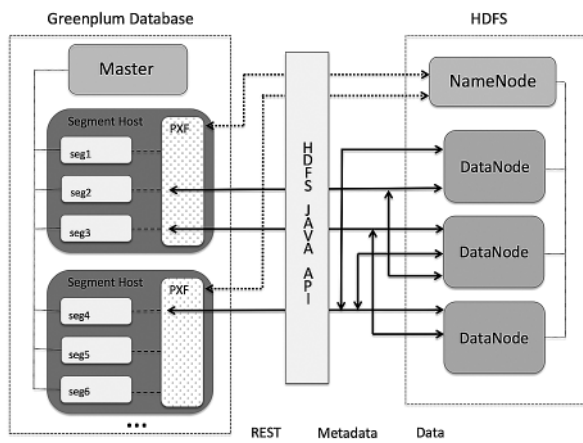 Greenplum Database
HDFS
Master
NameNode
Segment Host
PXF
seg1
seg2
seg3
HDFS JAVA API
DataNode
DataNode
DataNode
Segment Host
PXF
seg4
seg5
seg6
...
REST Metadata Data